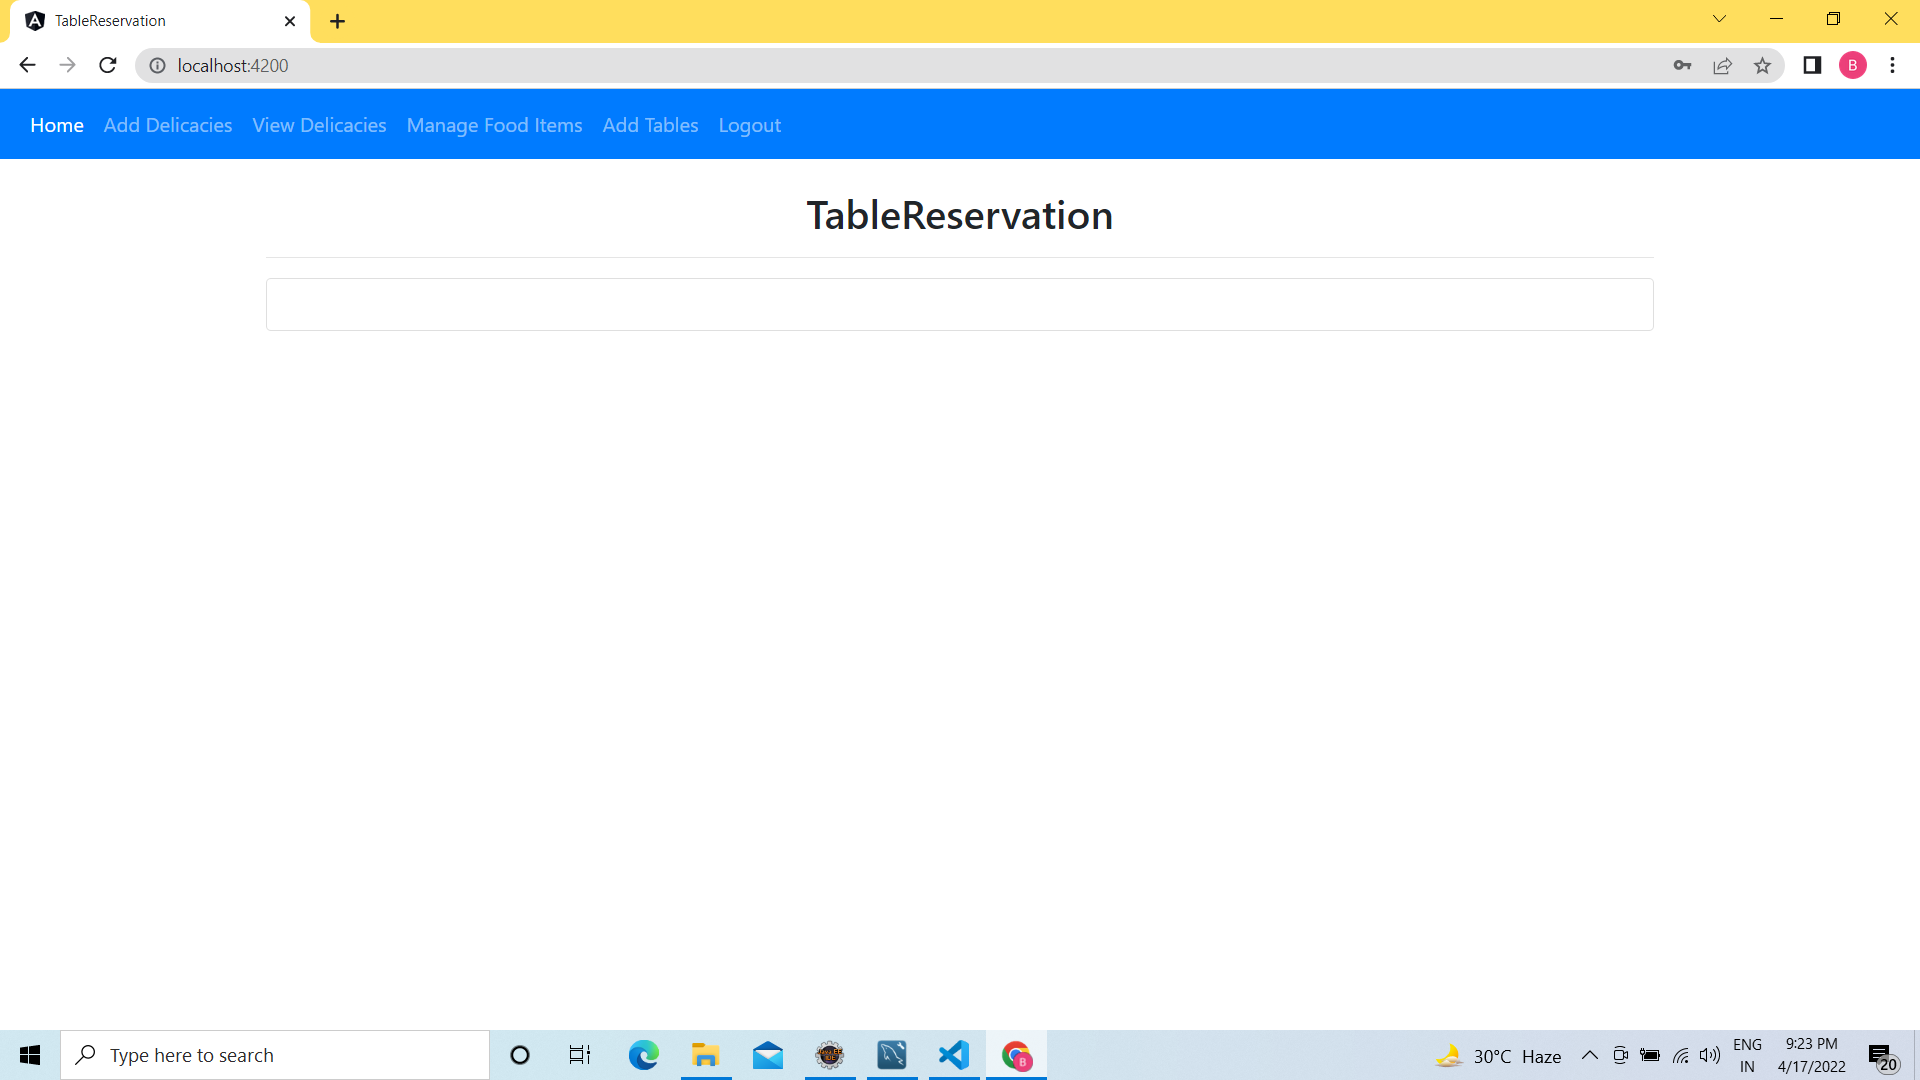 TableReservation
localhost:4200
B
Home Add Delicacies View Delicacies Manage Food Items Add Tables Logout
TableReservation
Type here to search
B
30°C Haze
ENG
IN
9:23 PM
4/17/2022
20